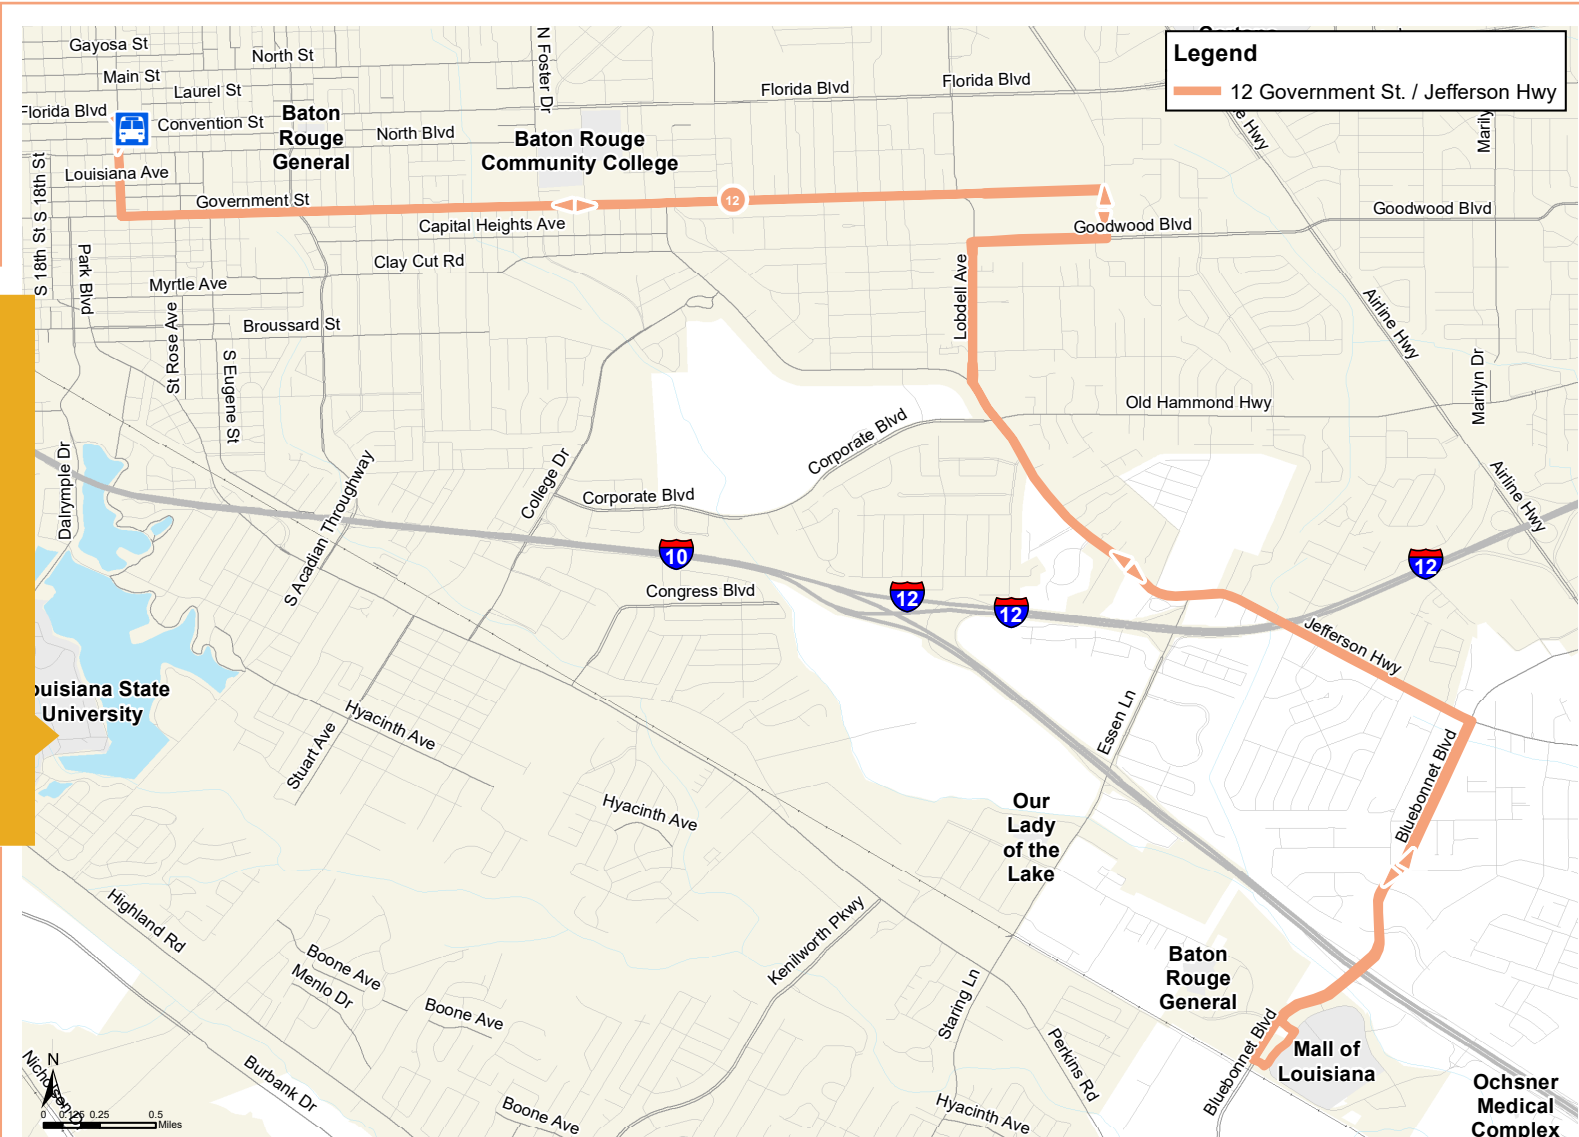 Legend
12 Government St. / Jefferson Hwy
Gayosa St
North St
Main St
Laurel St
Florida Blvd
Convention St
Baton
Rouge
General
North Blvd
N Foster Dr
Baton Rouge
Community College
Florida Blvd
Florida Blvd
Louisiana Ave
S 18th St
S 18th St
Government St
12
Capital Heights Ave
Goodwood Blvd
Goodwood Blvd
Park Blvd
Clay Cut Rd
Myrtle Ave
Lobdell Ave
Broussard St
St Rose Ave
S Eugene St
Airline Hwy
Marilyn Dr
Old Hammond Hwy
Corporate Blvd
Dalrymple Dr
S Acadian Throughway
College Dr
Corporate Blvd
Airline Hwy
10
12
12
12
Congress Blvd
Jefferson Hwy
ouisiana State
University
Hyacinth Ave
Stuart Ave
Essen Ln
Bluebonnet Blvd
Hyacinth Ave
Our
Lady
of the
Lake
Highland Rd
Boone Ave
Menlo Dr
Boone Ave
Kenilworth Pkwy
Staring Ln
Baton
Rouge
General
Perkins Rd
Bluebonnet Blvd
Mall of
Louisiana
Ochsner
Medical
Complex
Burbank Dr
Boone Ave
Hyacinth Ave
N
0 0.125 0.25 0.5
Miles